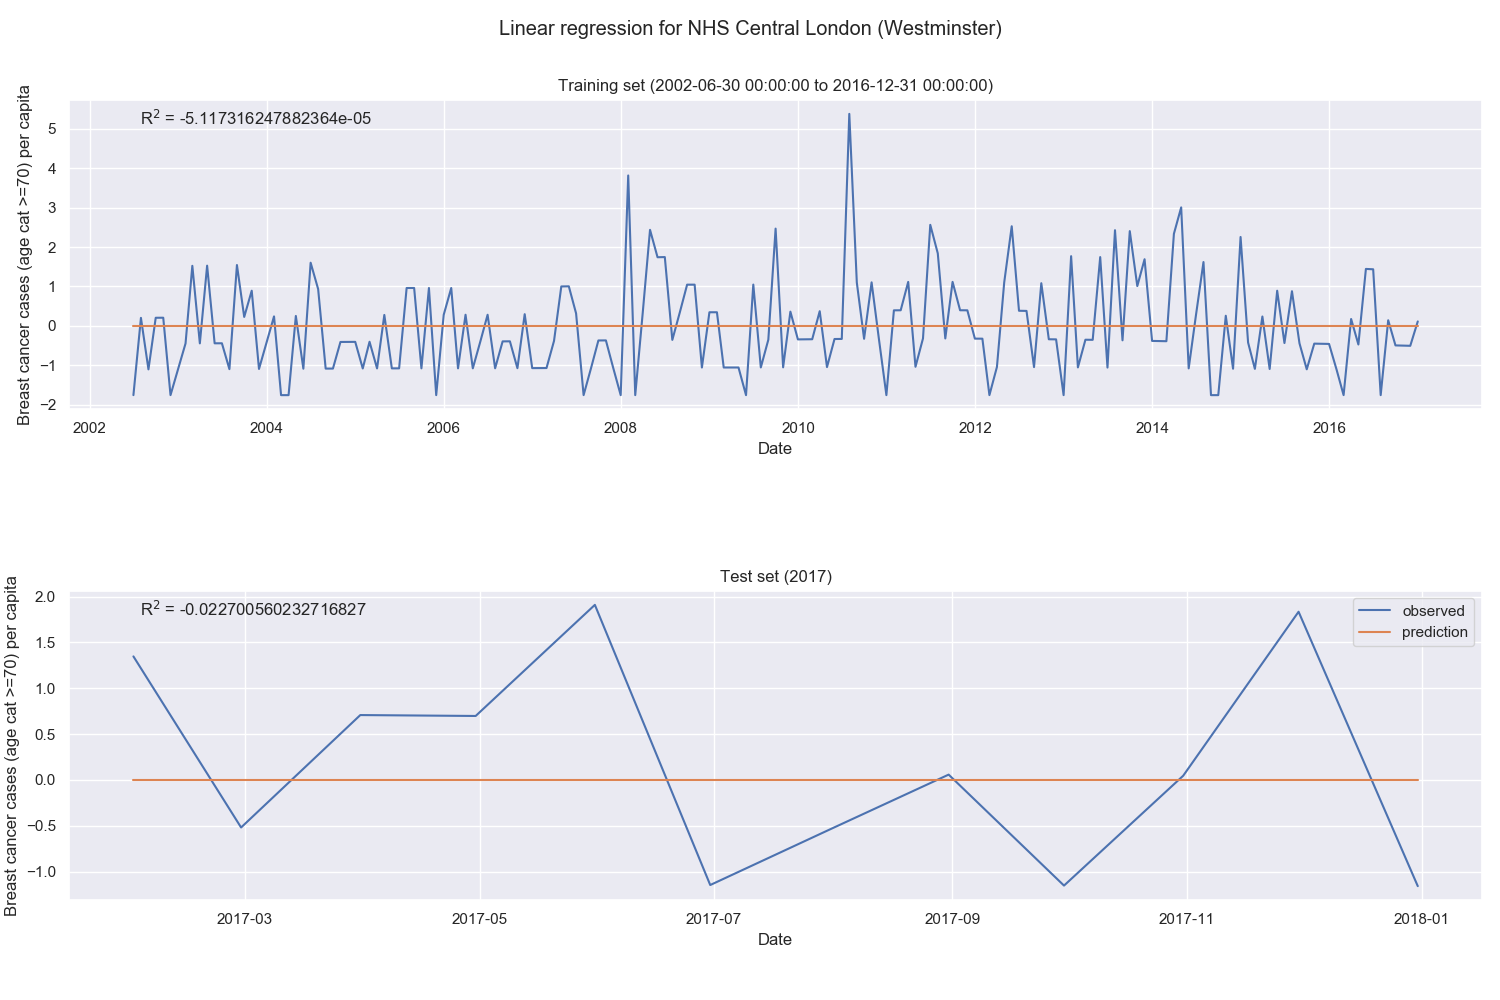 Linear regression for NHS Central London (Westminster)
Training set (2002-06-30 00:00:00 to 2016-12-31 00:00:00)
R² = -5.117316247882364e-05
Breast cancer cases (age cat >=70) per capita
5
4
3
2
1
0
−1
−2
2002 2004 2006 2008 2010 2012 2014 2016
Date
Test set (2017)
R² = -0.022700560232716827
observed
prediction
Breast cancer cases (age cat >=70) per capita
2.0
1.5
1.0
0.5
0.0
−0.5
−1.0
2017-03 2017-05 2017-07 2017-09 2017-11 2018-01
Date